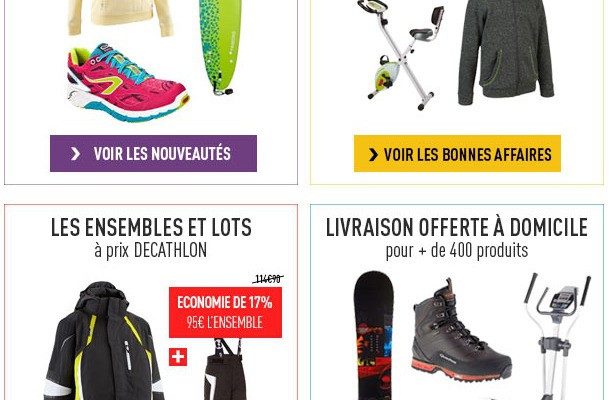 VOIR LES NOUVEAUTÉS
VOIR LES BONNES AFFAIRES
LES ENSEMBLES ET LOTS
à prix DECATHLON
114€90
ECONOMIE DE 17%
95€ L'ENSEMBLE
LIVRAISON OFFERTE À DOMICILE
pour + de 400 produits